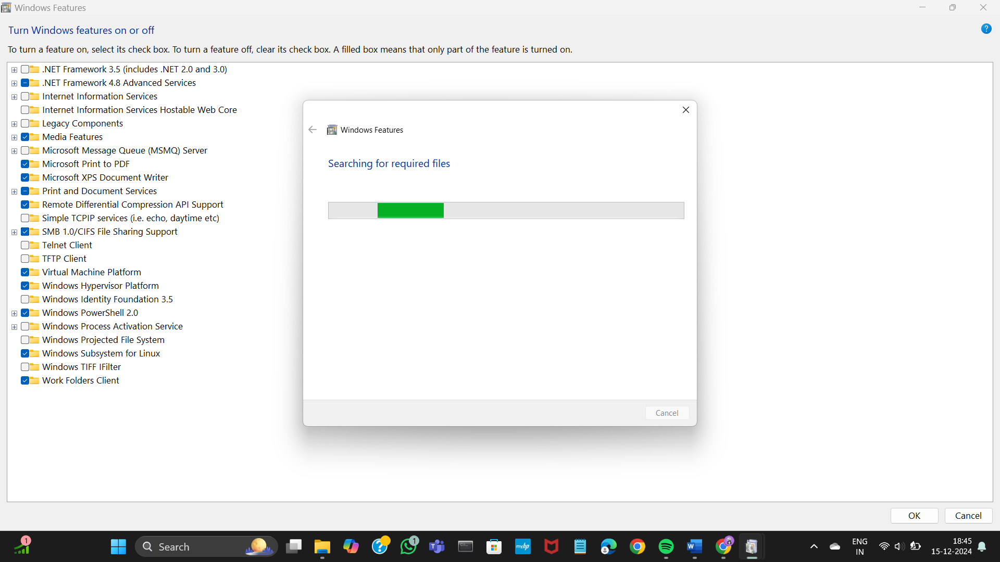 Windows Features
Turn Windows features on or off
To turn a feature on, select its check box. To turn a feature off, clear its check box. A filled box means that only part of the feature is turned on.
.NET Framework 3.5 (includes .NET 2.0 and 3.0)
.NET Framework 4.8 Advanced Services
Internet Information Services
Internet Information Services Hostable Web Core
Legacy Components
Media Features
Microsoft Message Queue (MSMQ) Server
Microsoft Print to PDF
Microsoft XPS Document Writer
Print and Document Services
Remote Differential Compression API Support
Simple TCPIP services (i.e. echo, daytime etc)
SMB 1.0/CIFS File Sharing Support
Telnet Client
TFTP Client
Virtual Machine Platform
Windows Hypervisor Platform
Windows Identity Foundation 3.5
Windows PowerShell 2.0
Windows Process Activation Service
Windows Projected File System
Windows Subsystem for Linux
Windows TIFF IFilter
Work Folders Client
Windows Features
Searching for required files
Cancel
OK
Cancel
1
Search
1
myhp
ENG
IN
18:45
15-12-2024